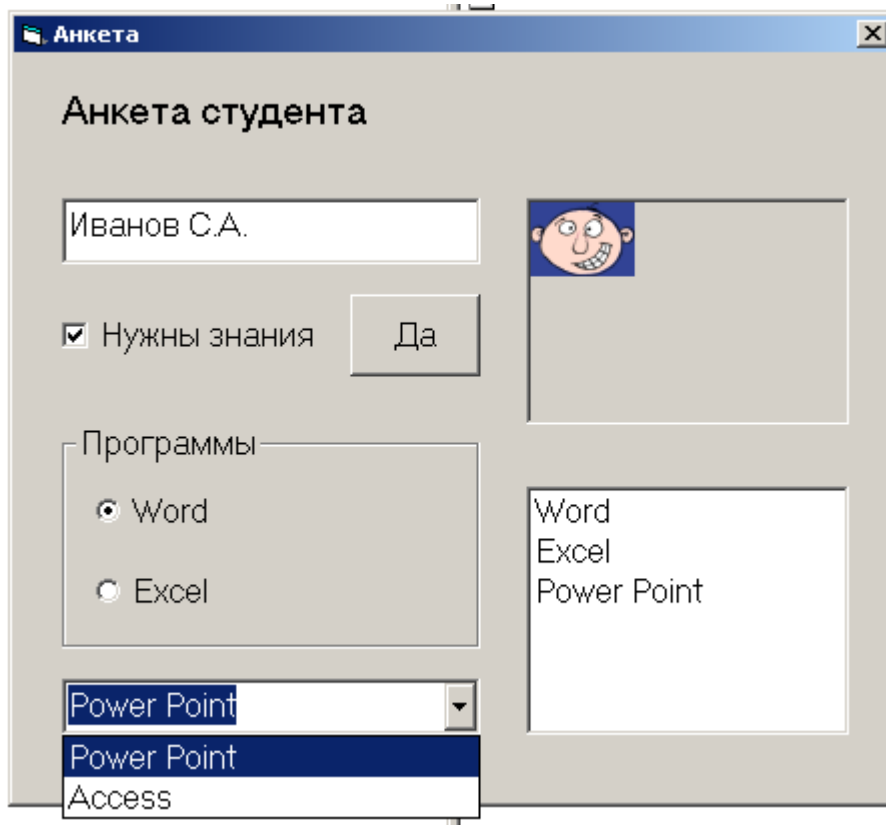 Анкета
Анкета студента
Иванов С.А.
Нужны знания
Да
Программы
Word
Excel
Power Point
Power Point
Access
Word
Excel
Power Point